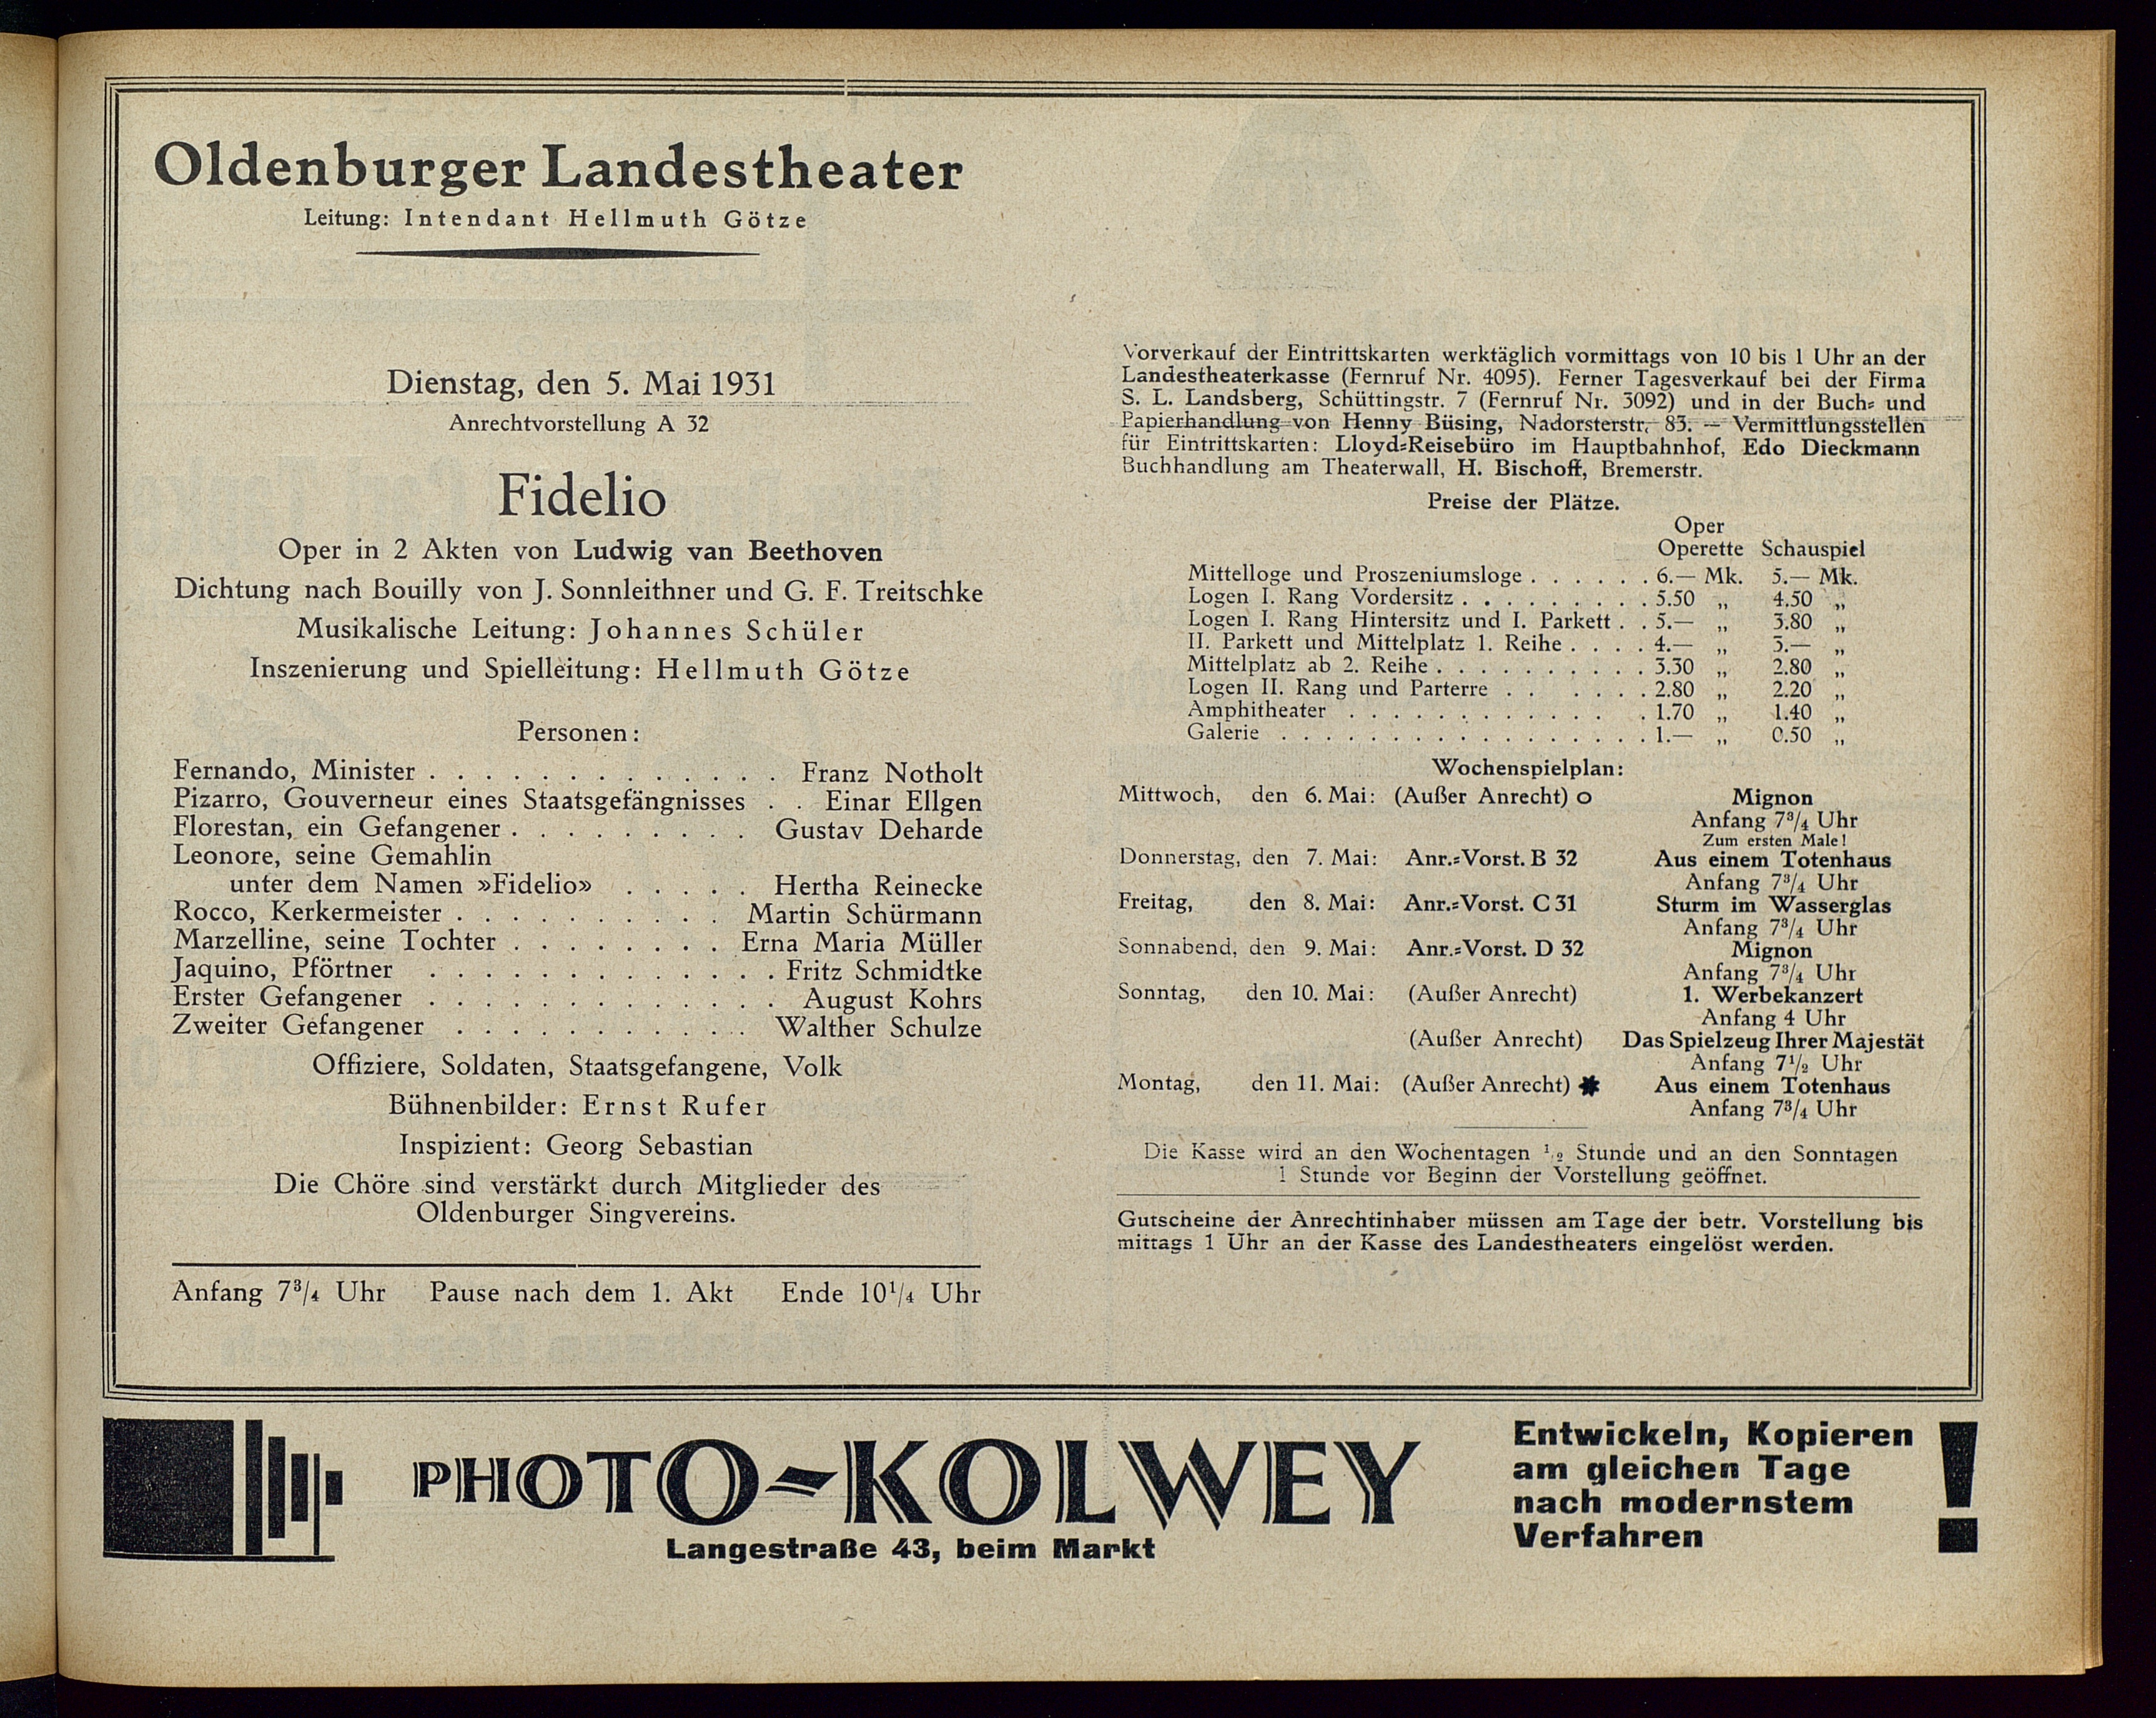 Oldenburger Landestheater
Leitung: Intendant Hellmuth Götze
Dienstag, den 5. Mai 1931
Anrechtvorstellung A 32
Fidelio
Oper in 2 Akten von Ludwig van Beethoven
Dichtung nach Bouilly von J. Sonnleithner und G. F. Treitschke
Musikalische Leitung: Johannes Schüler
Inszenierung und Spielleitung: Hellmuth Götze
Personen:
Fernando, Minister . . . . . . . . . . . . . Franz Notholt
Pizarro, Gouverneur eines Staatsgefängnisses . . Einar Ellgen
Florestan, ein Gefangener . . . . . . . . . Gustav Deharde
Leonore, seine Gemahlin
unter dem Namen »Fidelio» . . . . . Hertha Reinecke
Rocco, Kerkermeister . . . . . . . . . . Martin Schürmann
Marzelline, seine Tochter . . . . . . . . Erna Maria Müller
Jaquino, Pförtner . . . . . . . . . . . . . Fritz Schmidtke
Erster Gefangener . . . . . . . . . . . . . August Kohrs
Zweiter Gefangener . . . . . . . . . . . Walther Schulze
Offiziere, Soldaten, Staatsgefangene, Volk
Bühnenbilder: Ernst Rufer
Inspizient: Georg Sebastian
Die Chöre sind verstärkt durch Mitglieder des
Oldenburger Singvereins.
Anfang 7³/₄ Uhr Pause nach dem 1. Akt Ende 10¹/₄ Uhr
Vorverkauf der Eintrittskarten werktäglich vormittags von 10 bis 1 Uhr an der
Landestheaterkasse (Fernruf Nr. 4095). Ferner Tagesverkauf bei der Firma
S. L. Landsberg, Schüttingstr. 7 (Fernruf Nr. 3092) und in der Buch- und
Papierhandlung von Henny Büsing, Nadorsterstr. 83. — Vermittlungsstellen
für Eintrittskarten: Lloyd-Reisebüro im Hauptbahnhof, Edo Dieckmann
Buchhandlung am Theaterwall, H. Bischoff, Bremerstr.
Preise der Plätze.
Oper
Operette Schauspiel
Mittelloge und Proszeniumsloge . . . . . . 6.— Mk. 5.— Mk.
Logen I. Rang Vordersitz . . . . . . . . . 5.50 „ 4.50 „
Logen I. Rang Hintersitz und I. Parkett . . 5.— „ 3.80 „
II. Parkett und Mittelplatz 1. Reihe . . . . 4.— „ 3.— „
Mittelplatz ab 2. Reihe . . . . . . . . . . 3.30 „ 2.80 „
Logen II. Rang und Parterre . . . . . . 2.80 „ 2.20 „
Amphitheater . . . . . . . . . . . 1.70 „ 1.40 „
Galerie . . . . . . . . . . . . . . . . 1.— „ 0.50 „
Wochenspielplan:
Mittwoch, den 6. Mai: (Außer Anrecht) o Mignon
Anfang 7³/₄ Uhr
Zum ersten Male!
Donnerstag, den 7. Mai: Anr.-Vorst. B 32 Aus einem Totenhaus
Anfang 7³/₄ Uhr
Freitag, den 8. Mai: Anr.-Vorst. C 31 Sturm im Wasserglas
Anfang 7³/₄ Uhr
Sonnabend, den 9. Mai: Anr.-Vorst. D 32 Mignon
Anfang 7³/₄ Uhr
Sonntag, den 10. Mai: (Außer Anrecht) 1. Werbekanzert
Anfang 4 Uhr
(Außer Anrecht) Das Spielzeug Ihrer Majestät
Anfang 7¹/₂ Uhr
Montag, den 11. Mai: (Außer Anrecht) ✱ Aus einem Totenhaus
Anfang 7³/₄ Uhr
Die Kasse wird an den Wochentagen ¹/₂ Stunde und an den Sonntagen
1 Stunde vor Beginn der Vorstellung geöffnet.
Gutscheine der Anrechtinhaber müssen am Tage der betr. Vorstellung bis
mittags 1 Uhr an der Kasse des Landestheaters eingelöst werden.
PHOTO-KOLWEY
Langestraße 43, beim Markt
Entwickeln, Kopieren
am gleichen Tage
nach modernstem
Verfahren !